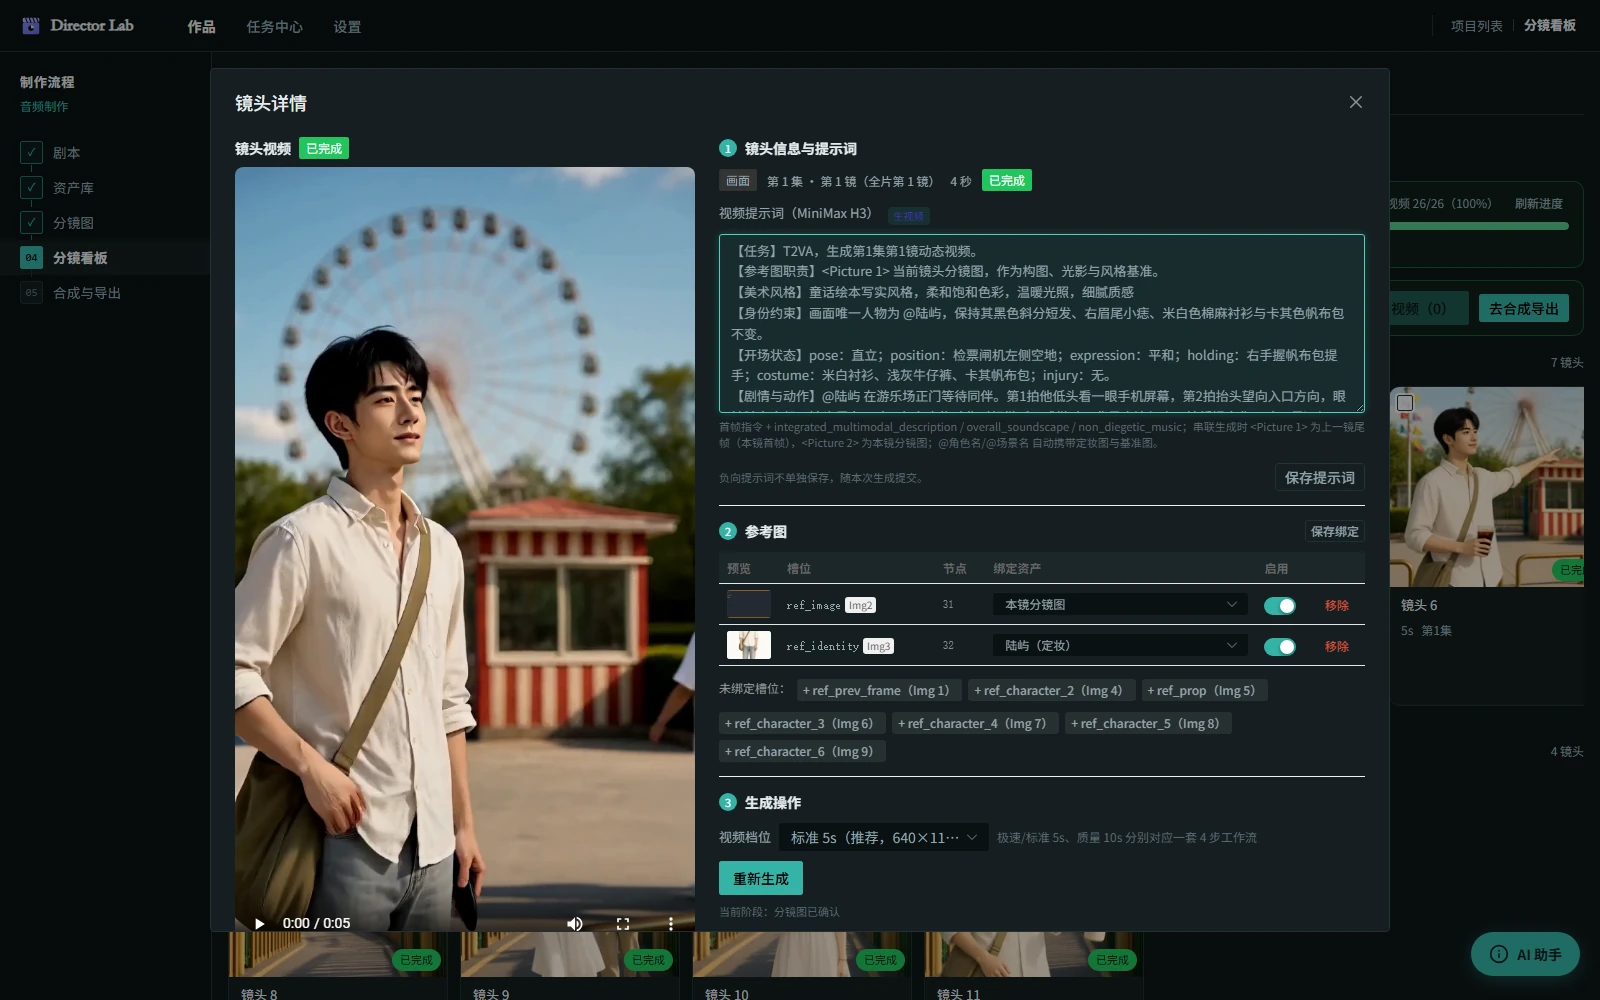 Director Lab
作品
任务中心
设置
项目列表
分镜看板
制作流程
音频制作
剧本
资产库
分镜图
04
分镜看板
05
合成与导出
镜头详情
镜头视频
已完成
0:00 / 0:05
1
镜头信息与提示词
画面
第 1 集 · 第 1 镜（全片第 1 镜）
4 秒
已完成
视频提示词（MiniMax H3）
生视频
【任务】T2VA，生成第1集第1镜动态视频。
【参考图职责】<Picture 1> 当前镜头分镜图，作为构图、光影与风格基准。
【美术风格】童话绘本写实风格，柔和饱和色彩，温暖光照，细腻质感
【身份约束】画面唯一人物为 @陆屿，保持其黑色斜分短发、右眉尾小痣、米白色棉麻衬衫与卡其色帆布包
不变。
【开场状态】pose：直立；position：检票闸机左侧空地；expression：平和；holding：右手握帆布包提
手；costume：米白衬衫、浅灰牛仔裤、卡其帆布包；injury：无。
【剧情与动作】@陆屿 在游乐场正门等待同伴。第1拍他低头看一眼手机屏幕，第2拍抬头望向入口方向，眼
首帧指令 + integrated_multimodal_description / overall_soundscape / non_diegetic_music；串联生成时 <Picture 1> 为上一镜尾
帧（本镜首帧），<Picture 2> 为本镜分镜图；@角色名/@场景名 自动携带定妆图与基准图。
负向提示词不单独保存，随本次生成提交。
保存提示词
2
参考图
保存绑定
预览
槽位
节点
绑定资产
启用
ref_image
Img2
31
本镜分镜图
移除
ref_identity
Img3
32
陆屿（定妆）
移除
未绑定槽位：
+ ref_prev_frame（Img 1）
+ ref_character_2（Img 4）
+ ref_prop（Img 5）
+ ref_character_3（Img 6）
+ ref_character_4（Img 7）
+ ref_character_5（Img 8）
+ ref_character_6（Img 9）
3
生成操作
视频档位
标准 5s（推荐，640×11…
极速/标准 5s、质量 10s 分别对应一套 4 步工作流
重新生成
当前阶段：分镜图已确认
视频 26/26（100%）
刷新进度
视频（0）
去合成导出
7 镜头
已完
镜头 6
5s 第1集
4 镜头
已完成
已完成
已完成
已完成
镜头 8
镜头 9
镜头 10
镜头 11
AI 助手